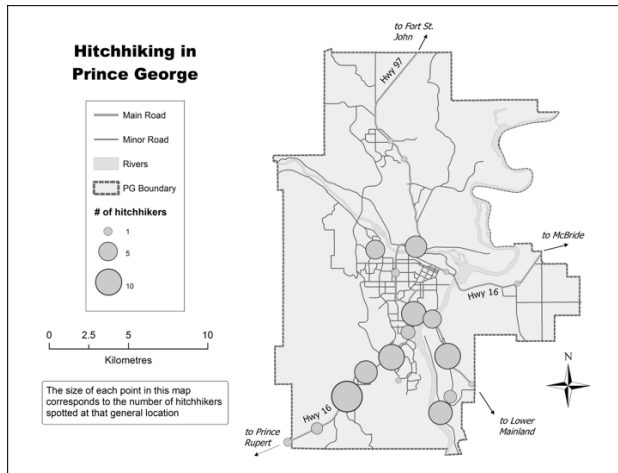 Hitchhiking in
Prince George
Main Road
Minor Road
Rivers
PG Boundary
# of hitchhikers
1
5
10
0 2.5 5 10
Kilometres
The size of each point in this map
corresponds to the number of hitchhikers
spotted at that general location
to Fort St.
John
Hwy 97
to McBride
Hwy 16
Hwy 16
to Prince
Rupert
to Lower
Mainland
N